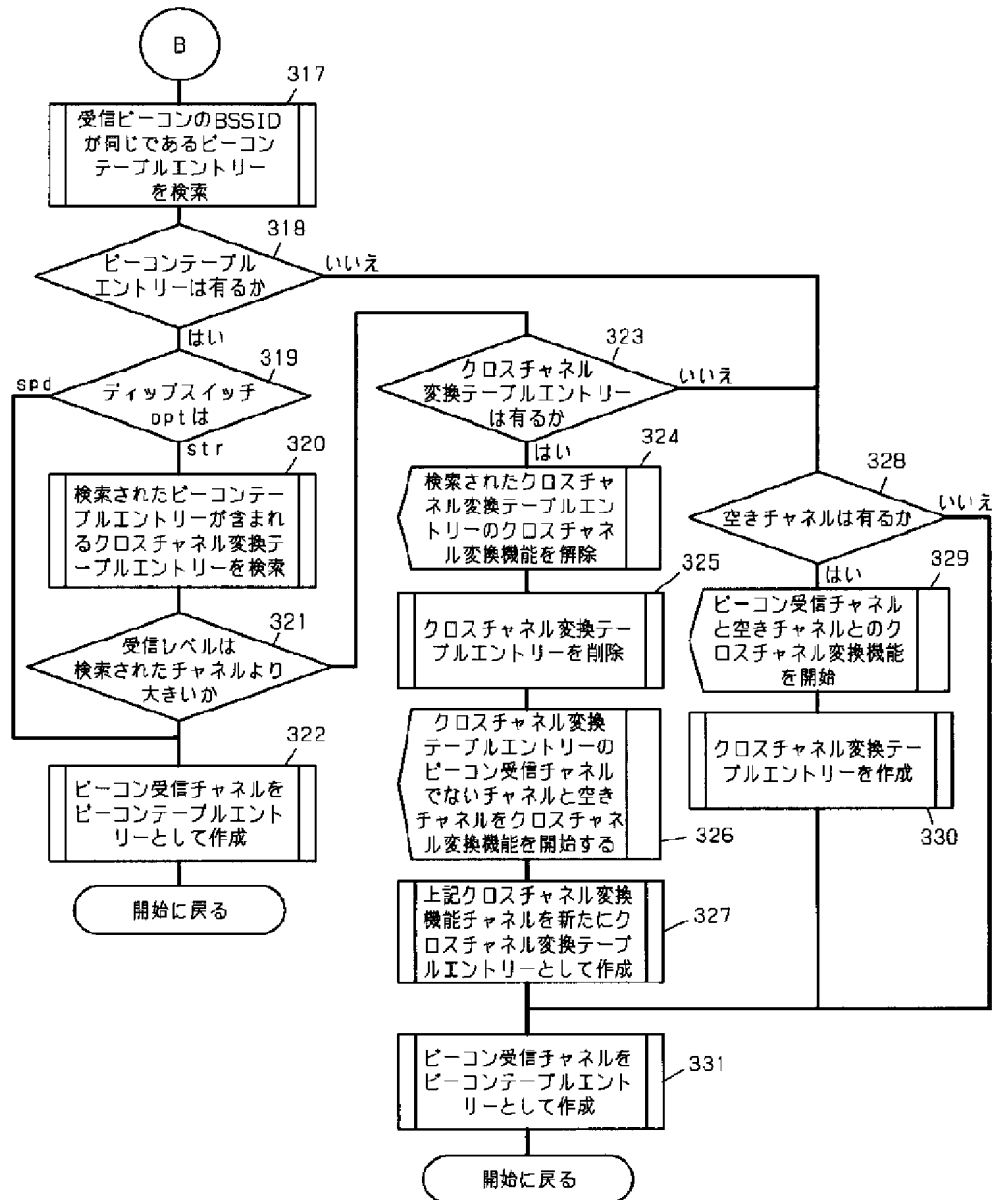 B
317
受信ビーコンのBSSID
が同じであるビーコン
テーブルエントリー
を検索
318
ビーコンテーブル
エントリーは有るか
いいえ
はい
319
spd
ディップスイッチ
optは
str
320
検索されたビーコンテー
ブルエントリーが含まれ
るクロスチャネル変換テ
ーブルエントリーを検索
321
受信レベルは
検索されたチャネルより
大きいか
322
ビーコン受信チャネルを
ビーコンテーブルエント
リーとして作成
開始に戻る
323
クロスチャネル
変換テーブルエントリー
は有るか
いいえ
はい
324
検索されたクロスチャ
ネル変換テーブルエン
トリーのクロスチャネ
ル変換機能を解除
325
クロスチャネル変換テー
ブルエントリーを削除
クロスチャネル変換
テーブルエントリーの
ビーコン受信チャネル
でないチャネルと空き
チャネルをクロスチャネ
ル変換機能を開始する
326
上記クロスチャネル変換
機能チャネルを新たにク
ロスチャネル変換テーブ
ルエントリーとして作成
327
328
空きチャネルは有るか
いいえ
はい
329
ビーコン受信チャネル
と空きチャネルとのク
ロスチャネル変換機能
を開始
クロスチャネル変換テー
ブルエントリーを作成
330
ビーコン受信チャネルを
ビーコンテーブルエント
リーとして作成
331
開始に戻る